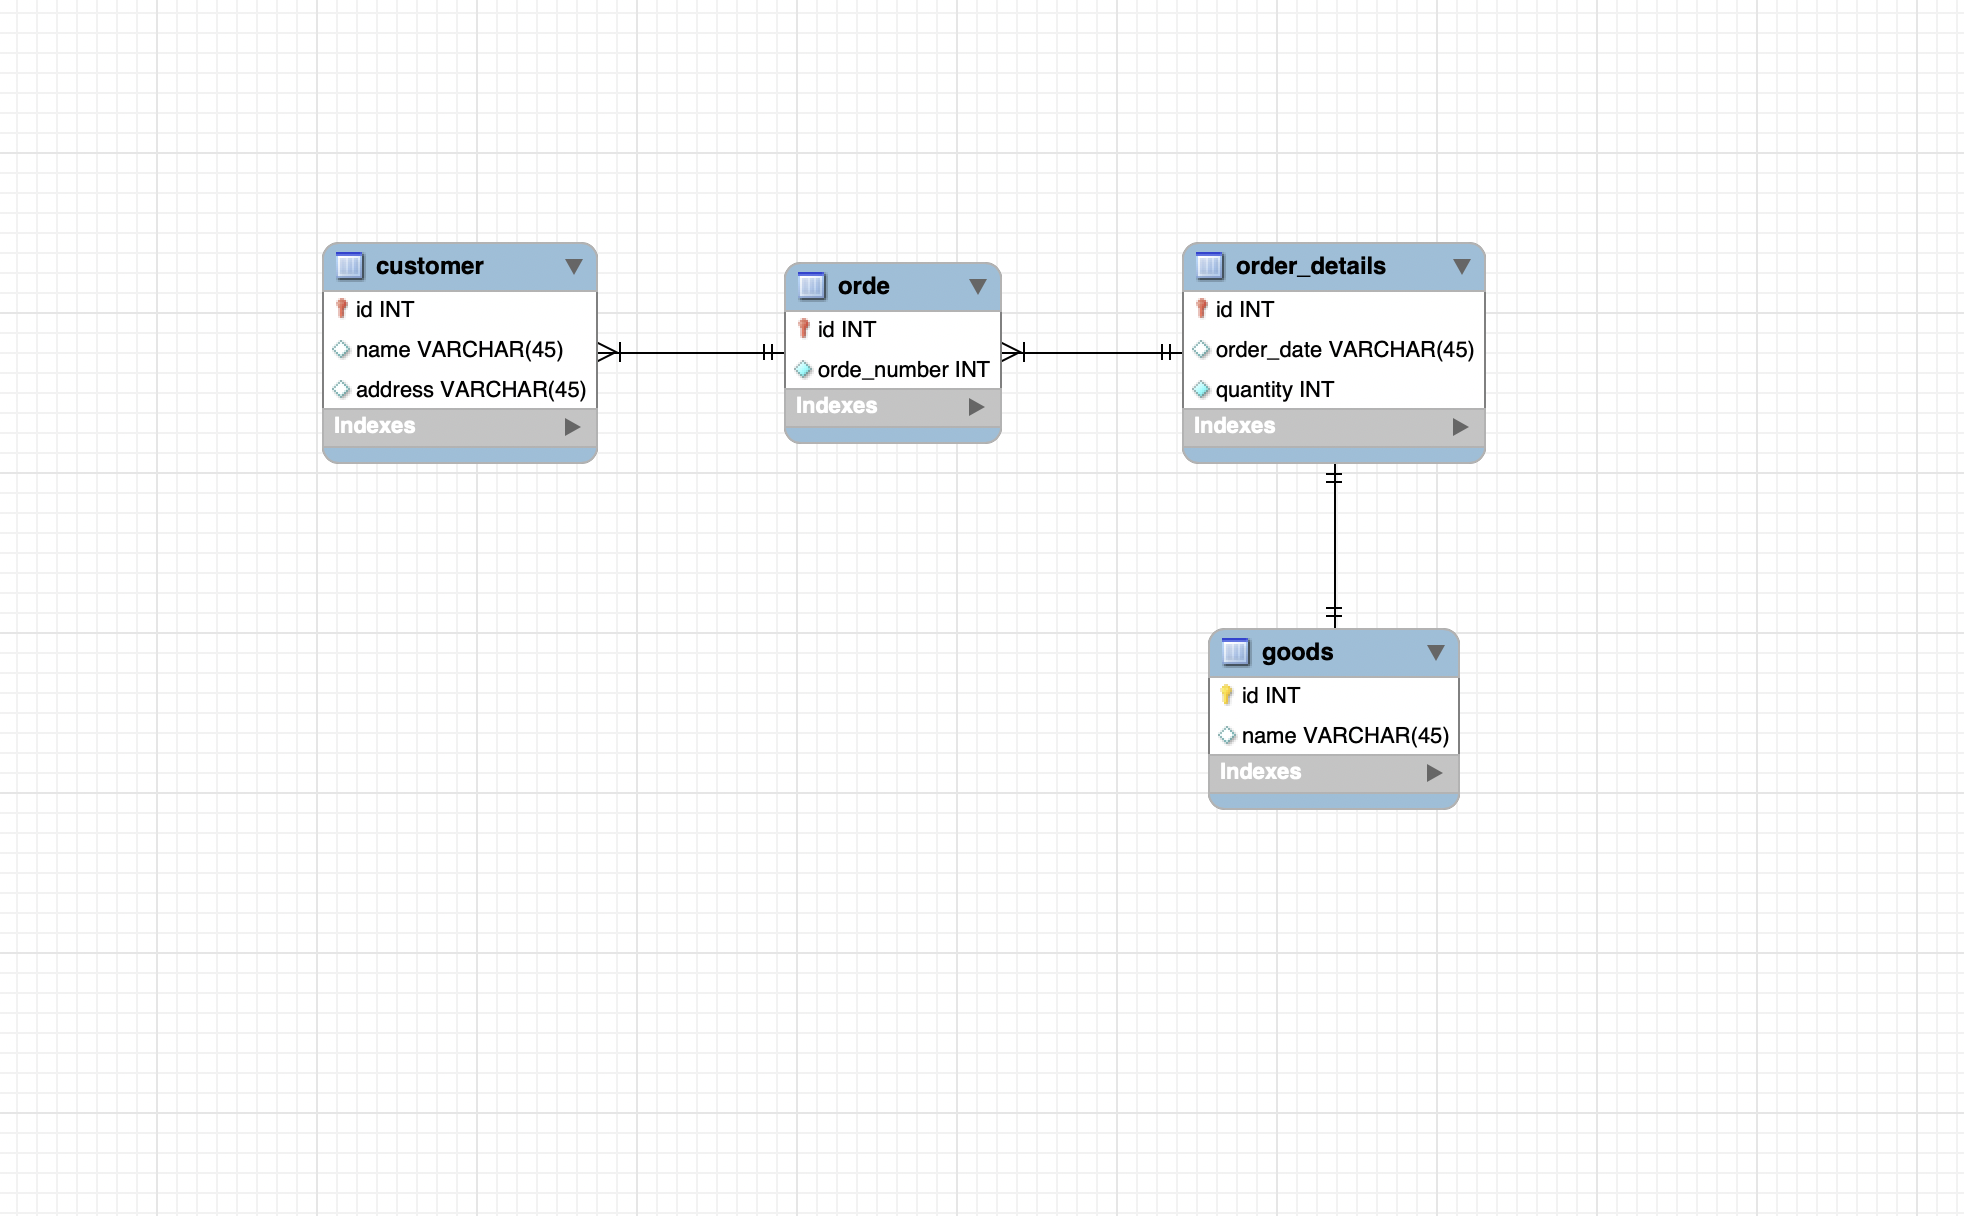 customer
id INT
name VARCHAR(45)
address VARCHAR(45)
Indexes
orde
id INT
orde_number INT
Indexes
order_details
id INT
order_date VARCHAR(45)
quantity INT
Indexes
goods
id INT
name VARCHAR(45)
Indexes